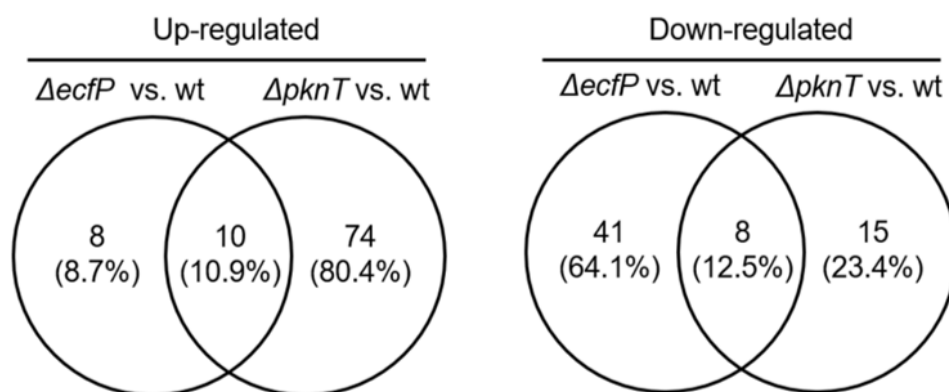 Up-regulated
ΔecfP vs. wt
ΔpknT vs. wt
8
(8.7%)
10
(10.9%)
74
(80.4%)
Down-regulated
ΔecfP vs. wt
ΔpknT vs. wt
41
(64.1%)
8
(12.5%)
15
(23.4%)